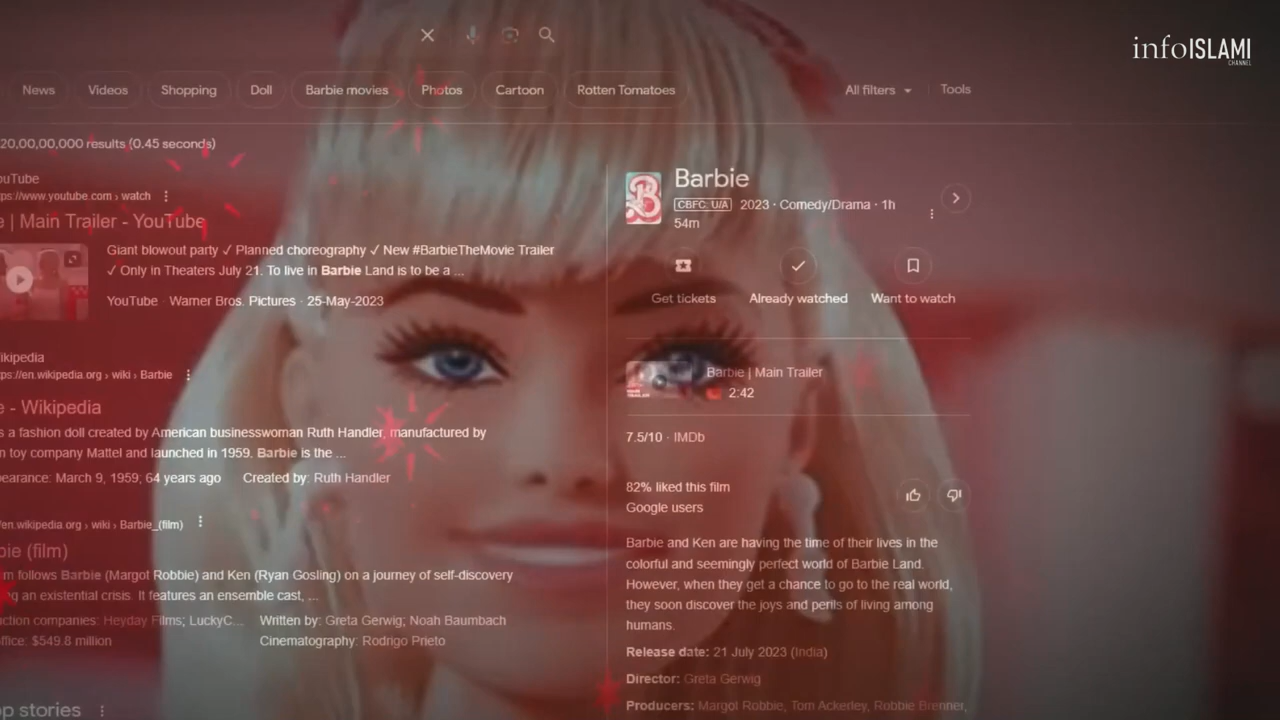 infoISLAMI
CHANNEL
News Videos Shopping Doll Barbie movies Photos Cartoon Rotten Tomatoes All filters Tools
20,00,00,000 results (0.45 seconds)
ouTube
ps://www.youtube.com › watch
e | Main Trailer - YouTube
Giant blowout party ✓ Planned choreography ✓ New #BarbieTheMovie Trailer
✓ Only in Theaters July 21. To live in Barbie Land is to be a ...
YouTube · Warner Bros. Pictures · 25-May-2023
ikipedia
ps://en.wikipedia.org › wiki › Barbie
e - Wikipedia
s a fashion doll created by American businesswoman Ruth Handler, manufactured by
n toy company Mattel and launched in 1959. Barbie is the ...
pearance: March 9, 1959; 64 years ago Created by: Ruth Handler
/en.wikipedia.org › wiki › Barbie_(film)
bie (film)
m follows Barbie (Margot Robbie) and Ken (Ryan Gosling) on a journey of self-discovery
ng an existential crisis. It features an ensemble cast, ...
ction companies: Heyday Films; LuckyC... Written by: Greta Gerwig; Noah Baumbach
ffice: $549.8 million Cinematography: Rodrigo Prieto
op stories
Barbie
CBFC: U/A 2023 · Comedy/Drama · 1h
54m
Get tickets Already watched Want to watch
Barbie | Main Trailer
2:42
7.5/10 · IMDb
82% liked this film
Google users
Barbie and Ken are having the time of their lives in the
colorful and seemingly perfect world of Barbie Land.
However, when they get a chance to go to the real world,
they soon discover the joys and perils of living among
humans.
Release date: 21 July 2023 (India)
Director: Greta Gerwig
Producers: Margot Robbie, Tom Ackerley, Robbie Brenner,